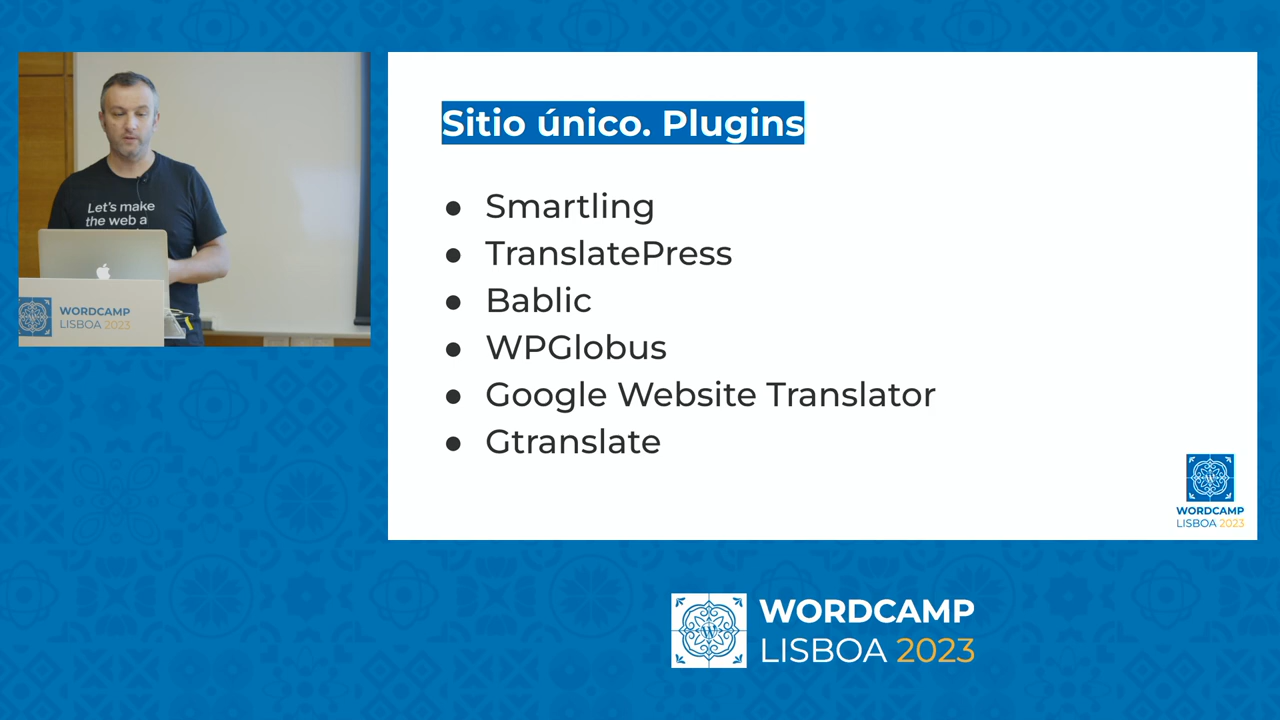 Let's make
the web a
WORDCAMP
LISBOA 2023
Sitio único. Plugins
● Smartling
● TranslatePress
● Bablic
● WPGlobus
● Google Website Translator
● Gtranslate
WORDCAMP
LISBOA 2023
WORDCAMP
LISBOA 2023